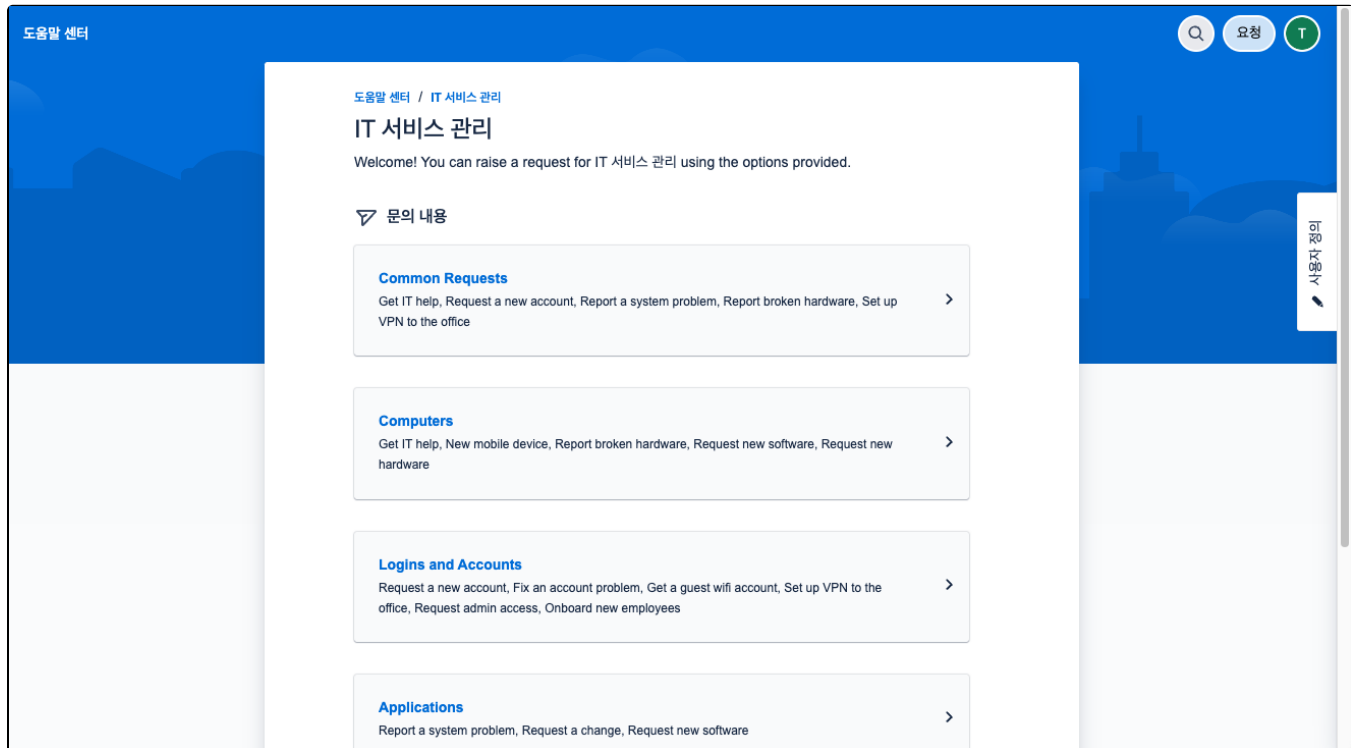 도움말 센터
요청
T
도움말 센터 / IT 서비스 관리
IT 서비스 관리
Welcome! You can raise a request for IT 서비스 관리 using the options provided.
문의 내용
Common Requests
Get IT help, Request a new account, Report a system problem, Report broken hardware, Set up
VPN to the office
Computers
Get IT help, New mobile device, Report broken hardware, Request new software, Request new
hardware
Logins and Accounts
Request a new account, Fix an account problem, Get a guest wifi account, Set up VPN to the
office, Request admin access, Onboard new employees
Applications
Report a system problem, Request a change, Request new software
사용자 정의